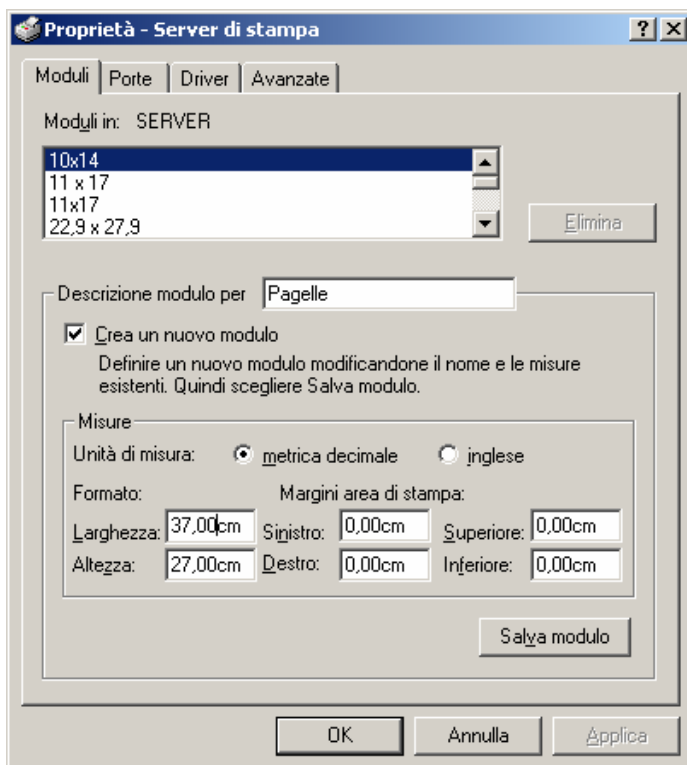 Proprietà - Server di stampa
Moduli Porte Driver Avanzate
Moduli in: SERVER
10x14
11 x 17
11x17
22,9 x 27,9
Elimina
Descrizione modulo per Pagelle
Crea un nuovo modulo
Definire un nuovo modulo modificandone il nome e le misure
esistenti. Quindi scegliere Salva modulo.
Misure
Unità di misura: metrica decimale inglese
Formato: Margini area di stampa:
Larghezza: 37,00cm Sinistro: 0,00cm Superiore: 0,00cm
Altezza: 27,00cm Destro: 0,00cm Inferiore: 0,00cm
Salva modulo
OK Annulla Applica